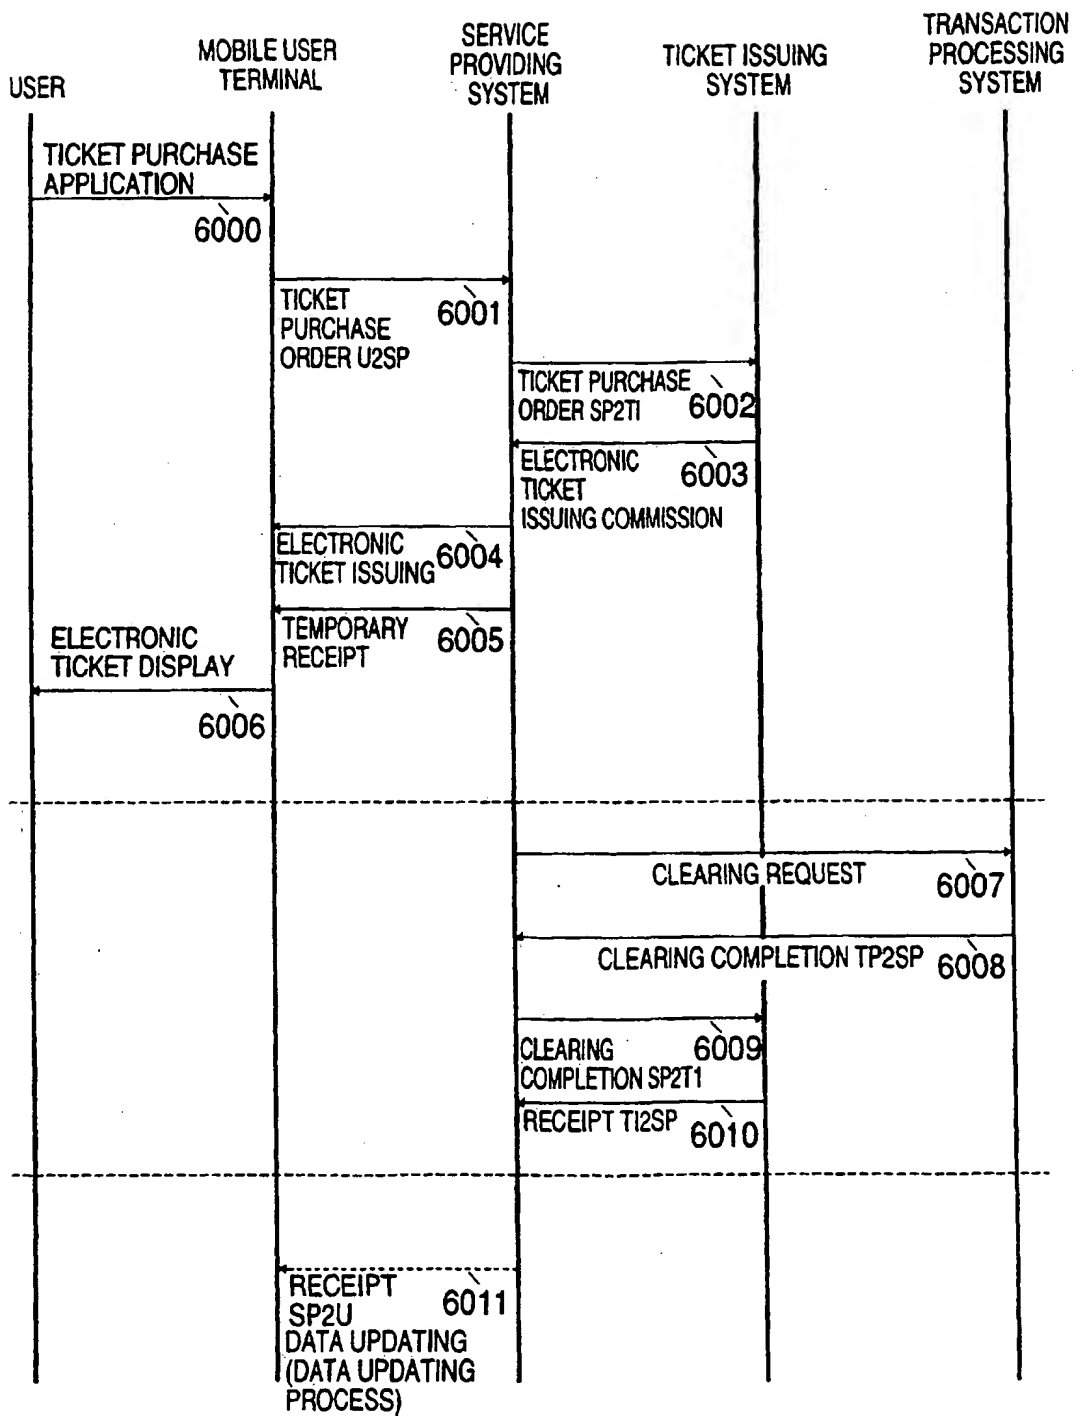 USER
MOBILE USER
TERMINAL
SERVICE
PROVIDING
SYSTEM
TICKET ISSUING
SYSTEM
TRANSACTION
PROCESSING
SYSTEM
TICKET PURCHASE
APPLICATION
6000
TICKET
PURCHASE
ORDER U2SP
6001
TICKET PURCHASE
ORDER SP2TI
6002
ELECTRONIC
TICKET
ISSUING COMMISSION
6003
ELECTRONIC
TICKET ISSUING
6004
TEMPORARY
RECEIPT
6005
ELECTRONIC
TICKET DISPLAY
6006
CLEARING REQUEST
6007
CLEARING COMPLETION TP2SP
6008
CLEARING
COMPLETION SP2T1
6009
RECEIPT TI2SP
6010
RECEIPT
SP2U
DATA UPDATING
(DATA UPDATING
PROCESS)
6011